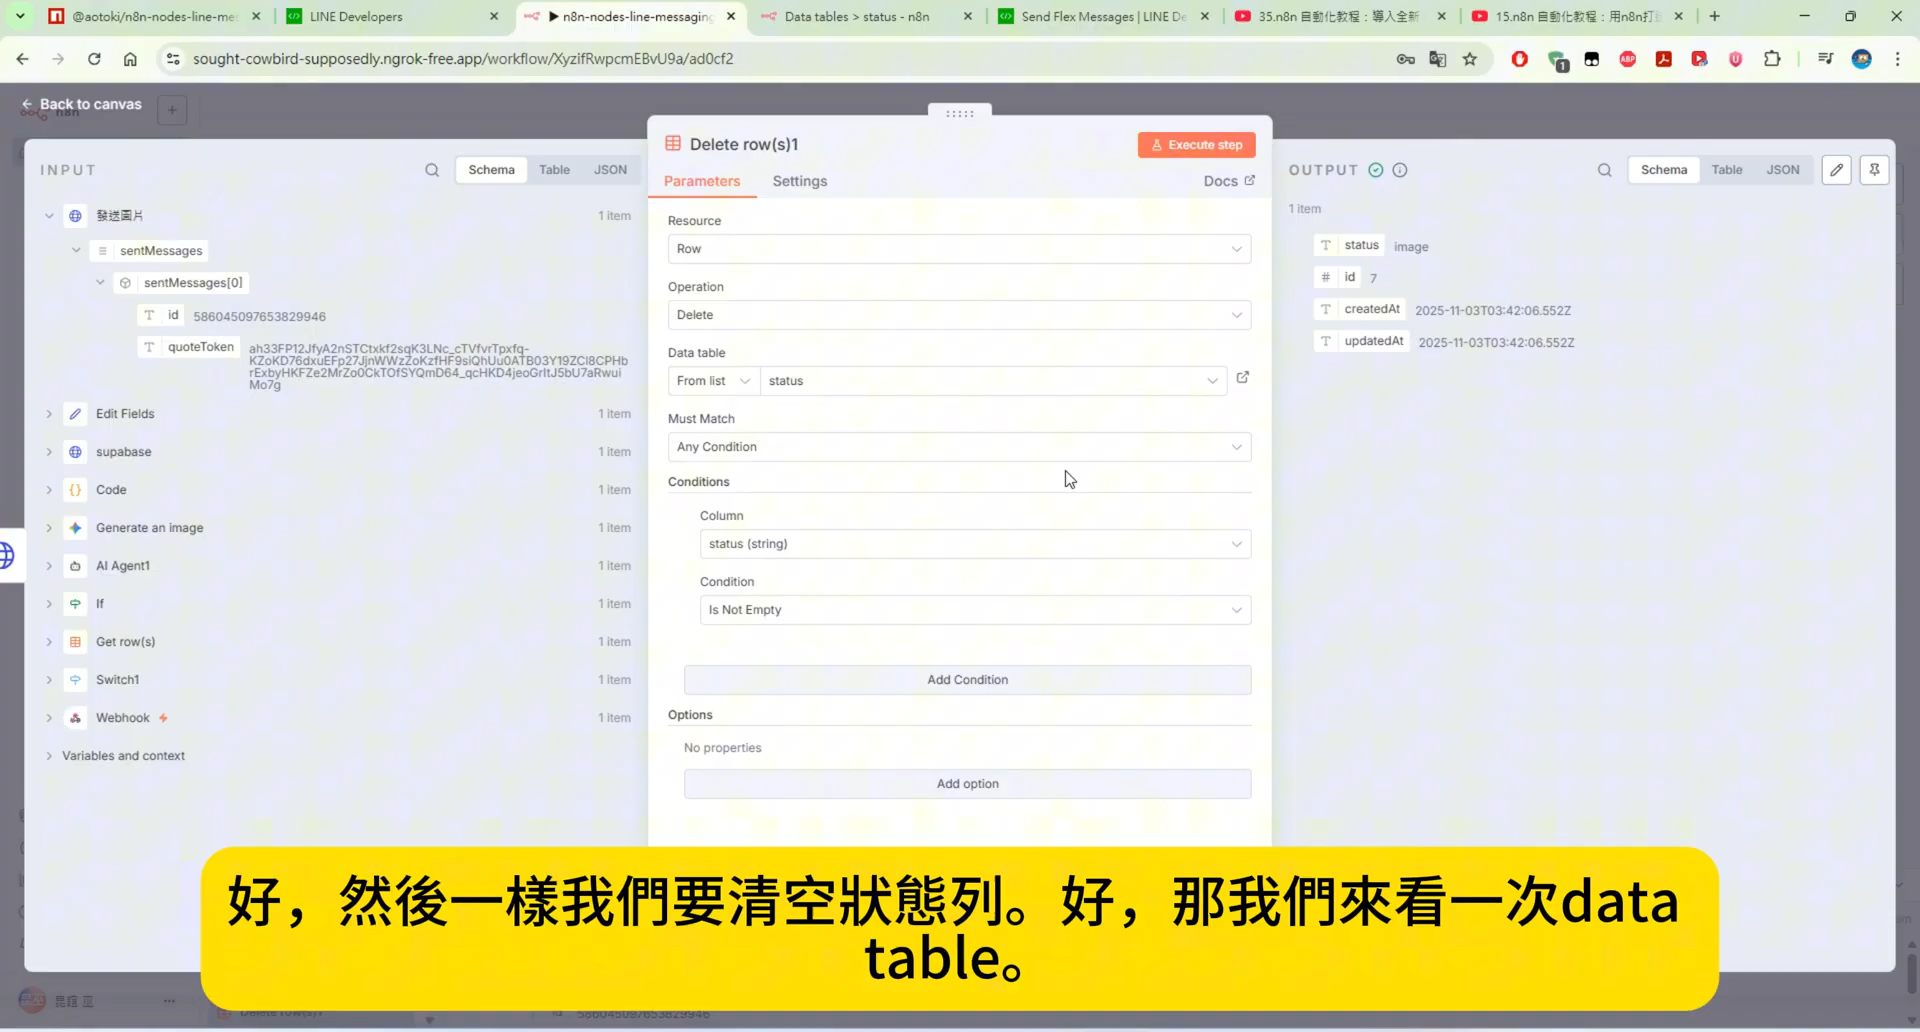 @aotoki/n8n-nodes-line-me
LINE Developers
▶ n8n-nodes-line-messaging
Data tables > status - n8n
Send Flex Messages | LINE De
35.n8n 自動化教程：導入全新
15.n8n 自動化教程：用n8n打
sought-cowbird-supposedly.ngrok-free.app/workflow/XyzifRwpcmEBvU9a/ad0cf2
ABP
1
← Back to canvas
n8n
INPUT
Schema
Table
JSON
發送圖片
1 item
sentMessages
sentMessages[0]
T id 586045097653829946
T quoteToken
ah33FP12JfyA2nSTCtxkf2sqK3LNc_cTVfvrTpxfq-
KZoKD76dxuEFp27JjnWWzZoKzfHF9siQhUu0ATB03Y19ZCl8CPHb
rExbyHKFZe2MrZo0CkTOfSYQmD64_qcHKD4jeoGrItJ5bU7aRwui
Mo7g
Edit Fields
1 item
supabase
1 item
Code
1 item
Generate an image
1 item
AI Agent1
1 item
If
1 item
Get row(s)
1 item
Switch1
1 item
Webhook
1 item
Variables and context
Delete row(s)1
Execute step
Parameters
Settings
Docs
Resource
Row
Operation
Delete
Data table
From list
status
Must Match
Any Condition
Conditions
Column
status (string)
Condition
Is Not Empty
Add Condition
Options
No properties
Add option
OUTPUT
Schema
Table
JSON
1 item
T status image
# id 7
T createdAt 2025-11-03T03:42:06.552Z
T updatedAt 2025-11-03T03:42:06.552Z
好，然後一樣我們要清空狀態列。好，那我們來看一次data
table。
Delete row(s)1
id 586045097653829946